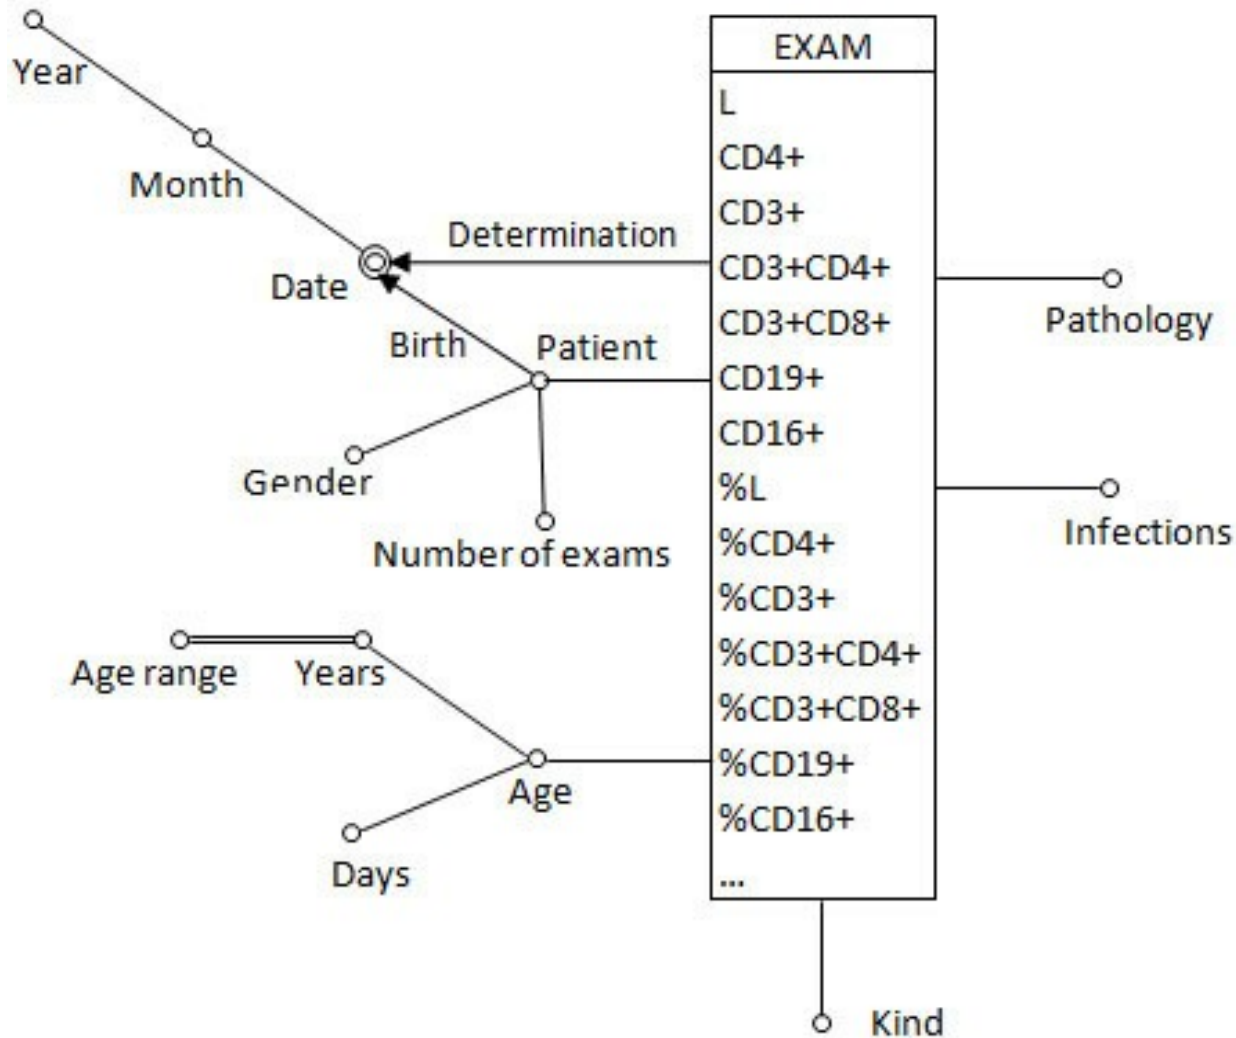 Year
Month
Date
Determination
Birth
Patient
Gender
Number of exams
Age range
Years
Age
Days
EXAM
L
CD4+
CD3+
CD3+CD4+
CD3+CD8+
CD19+
CD16+
%L
%CD4+
%CD3+
%CD3+CD4+
%CD3+CD8+
%CD19+
%CD16+
...
Pathology
Infections
Kind